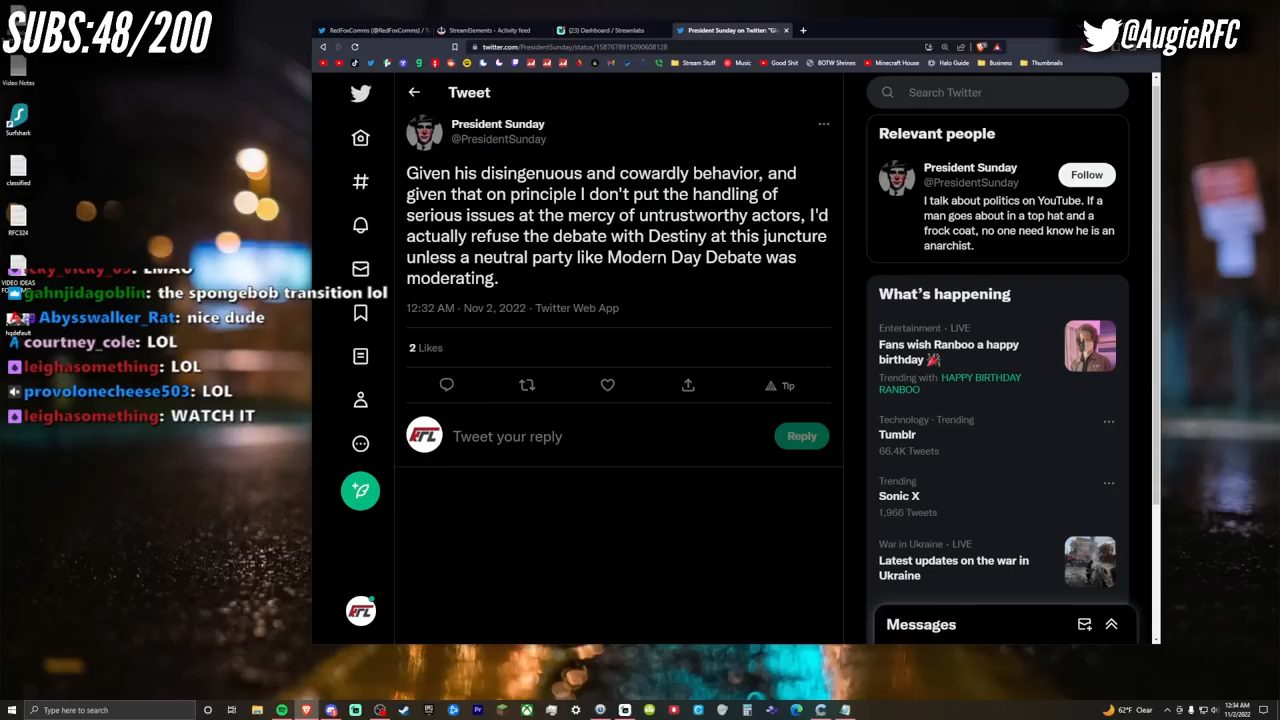 SUBS:48/200
@AugieRFC
RedFoxComms (@RedFoxComms) / T
StreamElements - Activity feed
(23) Dashboard / Streamlabs
President Sunday on Twitter: "Gi
twitter.com/PresidentSunday/status/1587678915090608128
Stream Stuff
Music
Good Shit
BOTW Shrines
Minecraft House
Halo Guide
Business
Thumbnails
Video Notes
Surfshark
classified
RFC324
VIDEO IDEAS
hqdefault
Tweet
President Sunday
@PresidentSunday
Given his disingenuous and cowardly behavior, and
given that on principle I don't put the handling of
serious issues at the mercy of untrustworthy actors, I'd
actually refuse the debate with Destiny at this juncture
unless a neutral party like Modern Day Debate was
moderating.
12:32 AM · Nov 2, 2022 · Twitter Web App
2 Likes
Tip
Tweet your reply
Reply
gahnjidagoblin: the spongebob transition lol
Abysswalker_Rat: nice dude
courtney_cole: LOL
leighasomething: LOL
provolonecheese503: LOL
leighasomething: WATCH IT
Search Twitter
Relevant people
President Sunday
@PresidentSunday
Follow
I talk about politics on YouTube. If a
man goes about in a top hat and a
frock coat, no one need know he is an
anarchist.
What's happening
Entertainment · LIVE
Fans wish Ranboo a happy
birthday 🎉
Trending with HAPPY BIRTHDAY
RANBOO
Technology · Trending
Tumblr
66.4K Tweets
Trending
Sonic X
1,966 Tweets
War in Ukraine · LIVE
Latest updates on the war in
Ukraine
Messages
Type here to search
62°F Clear
12:34 AM
11/2/2022